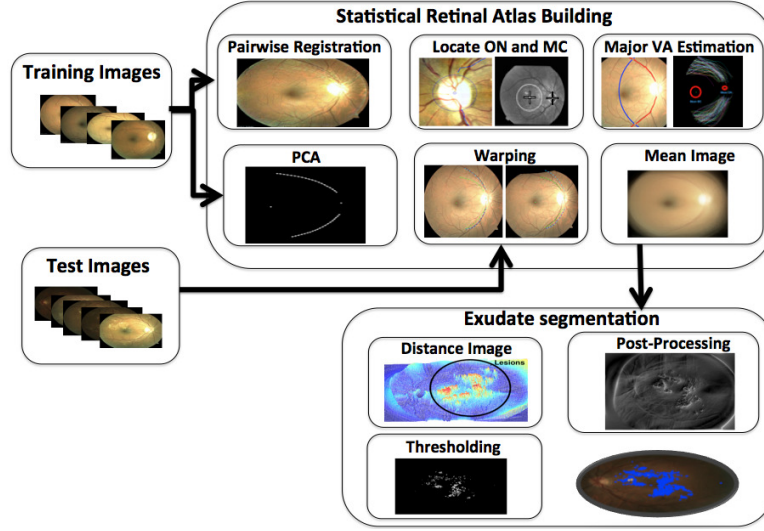 Statistical Retinal Atlas Building
Training Images
Pairwise Registration
Locate ON and MC
Major VA Estimation
PCA
Warping
Mean Image
Test Images
Exudate segmentation
Distance Image
Lesions
Post-Processing
Thresholding